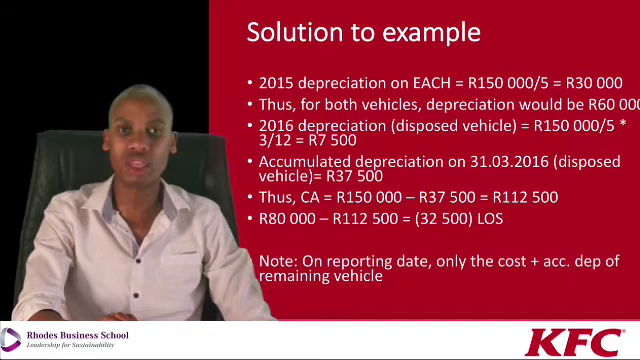 Solution to example
• 2015 depreciation on EACH = R150 000/5 = R30 000
• Thus, for both vehicles, depreciation would be R60 000
• 2016 depreciation (disposed vehicle) = R150 000/5 *
3/12 = R7 500
• Accumulated depreciation on 31.03.2016 (disposed
vehicle)= R37 500
• Thus, CA = R150 000 – R37 500 = R112 500
• R80 000 – R112 500 = (32 500) LOS
Note: On reporting date, only the cost + acc. dep of
remaining vehicle
Rhodes Business School
Leadership for Sustainability
KFC